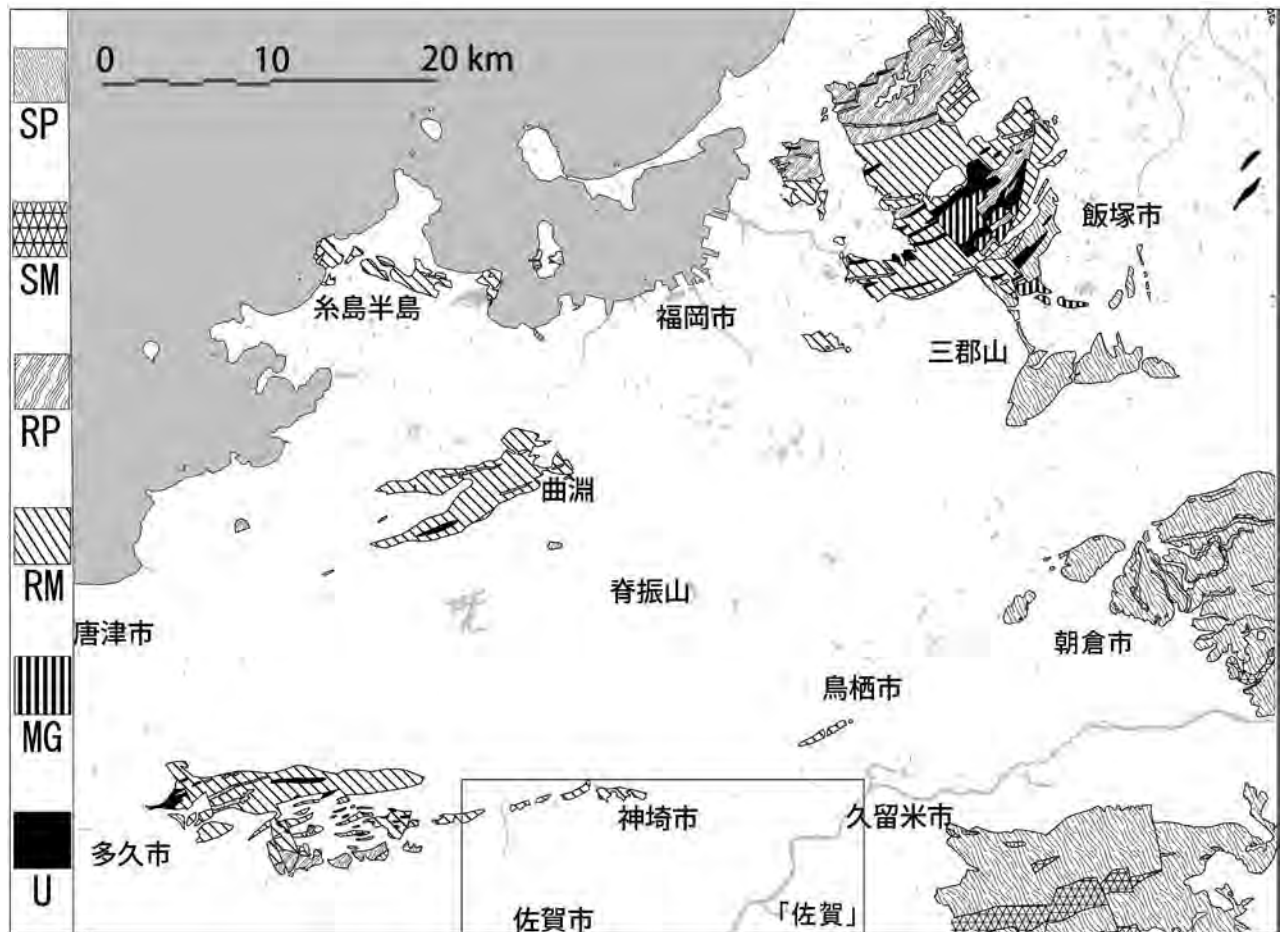 0 10 20 km
SP
SM
RP
RM
MG
U
飯塚市
糸島半島
福岡市
三郡山
曲淵
脊振山
唐津市
朝倉市
鳥栖市
神埼市
久留米市
多久市
佐賀市
「佐賀」